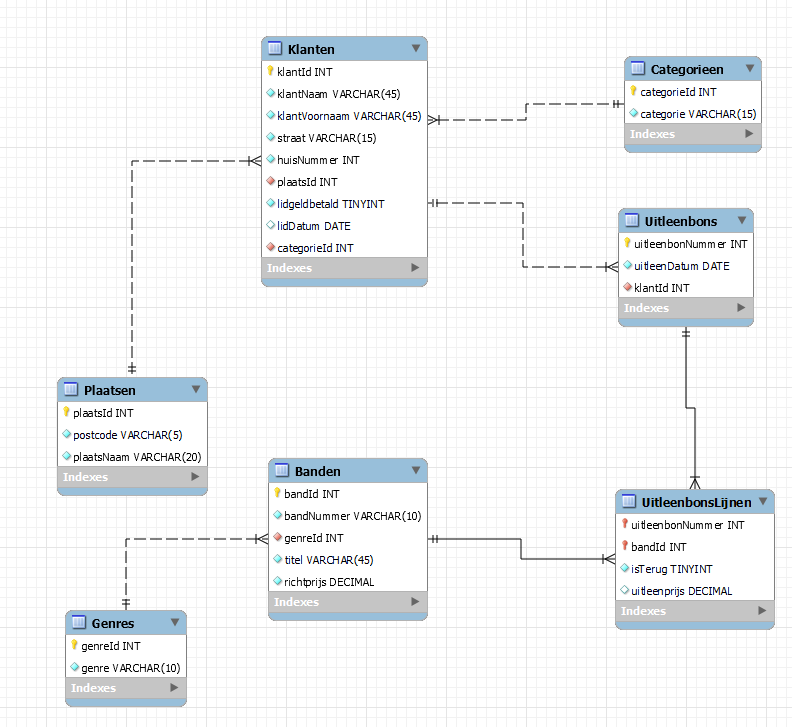 Klanten
klantId INT
klantNaam VARCHAR(45)
klantVoornaam VARCHAR(45)
straat VARCHAR(15)
huisNummer INT
plaatsId INT
lidgeldbetald TINYINT
lidDatum DATE
categorieId INT
Indexes
Categorieen
categorieId INT
categorie VARCHAR(15)
Indexes
Uitleenbons
uitleenbonNummer INT
uitleenDatum DATE
klantId INT
Indexes
Plaatsen
plaatsId INT
postcode VARCHAR(5)
plaatsNaam VARCHAR(20)
Indexes
Banden
bandId INT
bandNummer VARCHAR(10)
genreId INT
titel VARCHAR(45)
richtprijs DECIMAL
Indexes
UitleenbonsLijnen
uitleenbonNummer INT
bandId INT
isTerug TINYINT
uitleenprijs DECIMAL
Indexes
Genres
genreId INT
genre VARCHAR(10)
Indexes